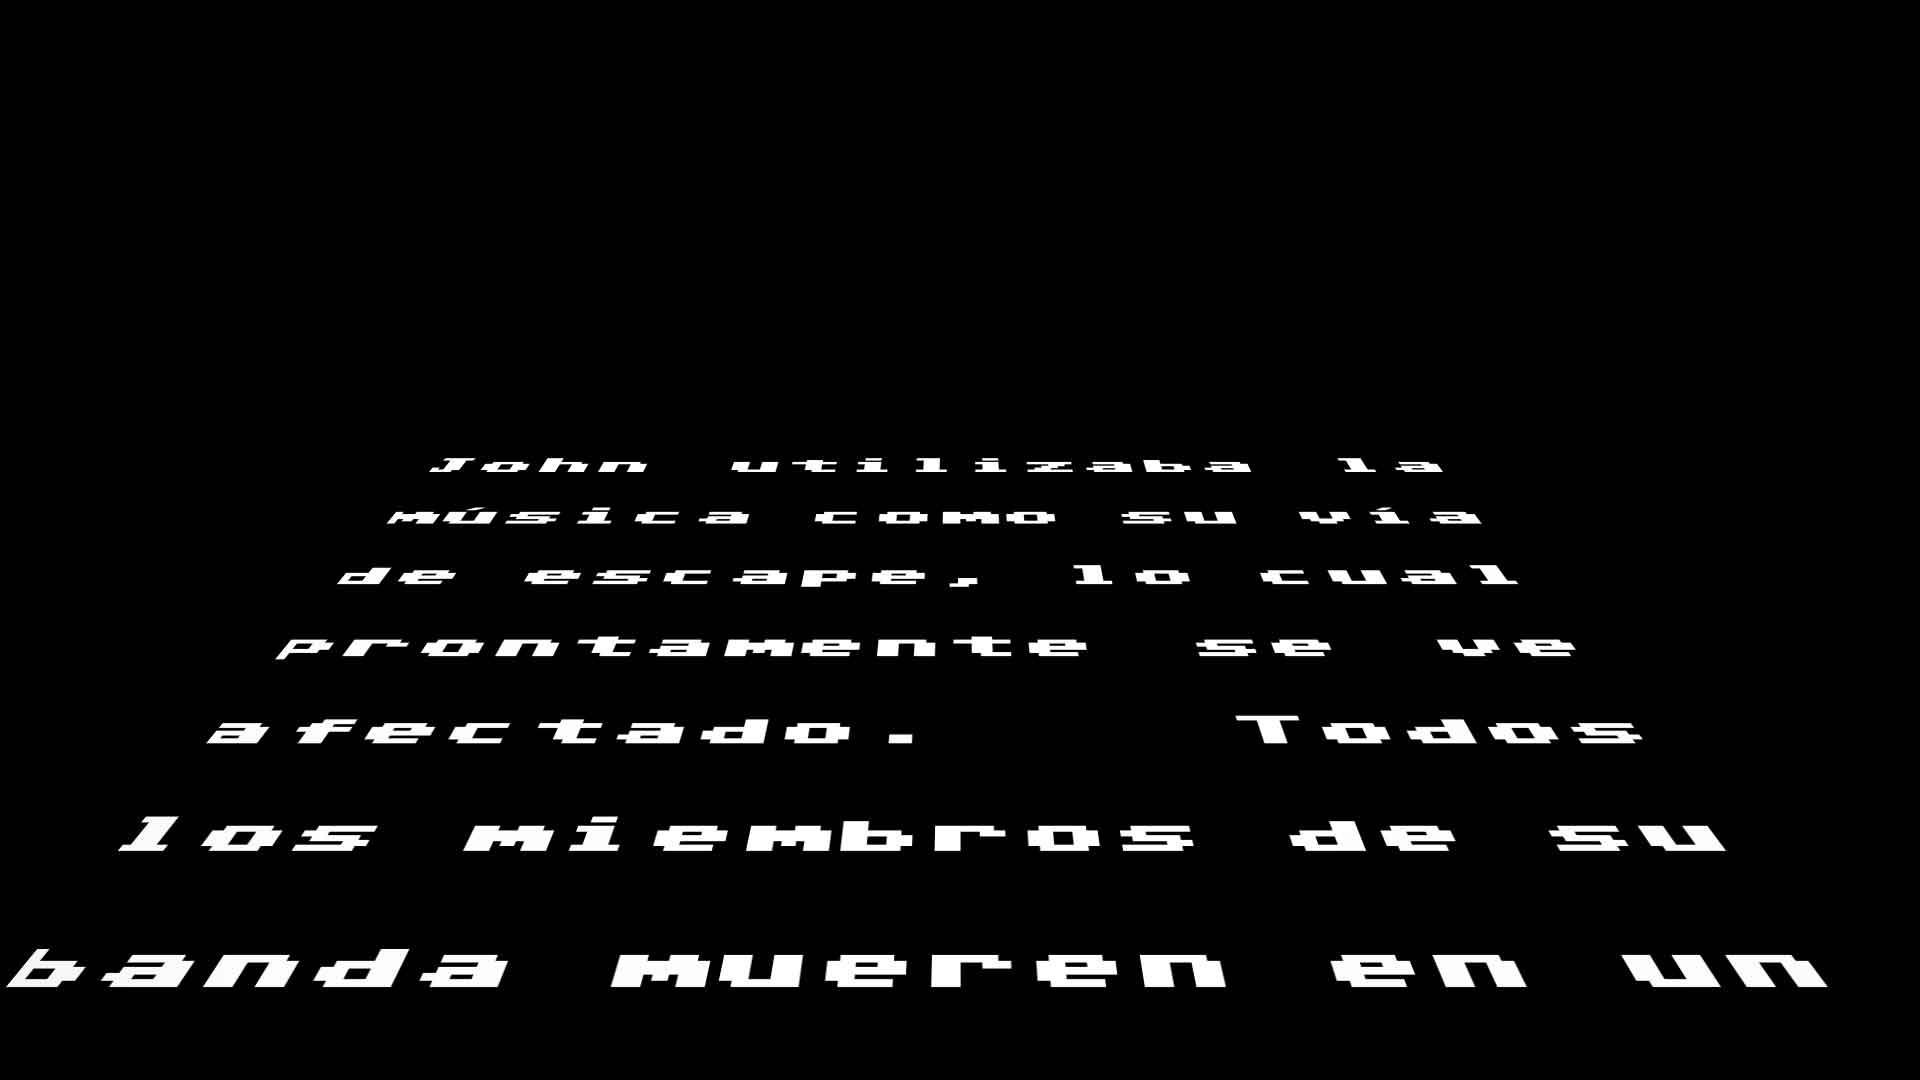 John utilizaba la
música como su vía
de escape, lo cual
prontamente se ve
afectado. Todos
los miembros de su
banda mueren en un